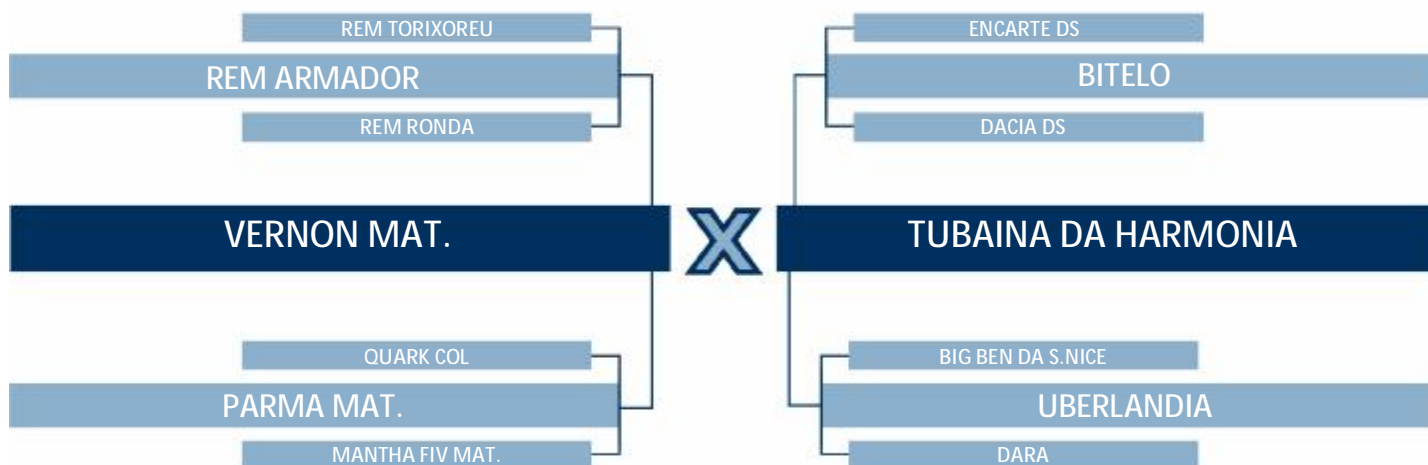 REM TORIXOREU
REM ARMADOR
REM RONDA
VERNON MAT.
QUARK COL
PARMA MAT.
MANTHA FIV MAT.
X
ENCARTE DS
BITELO
DACIA DS
TUBAINA DA HARMONIA
BIG BEN DA S.NICE
UBERLANDIA
DARA